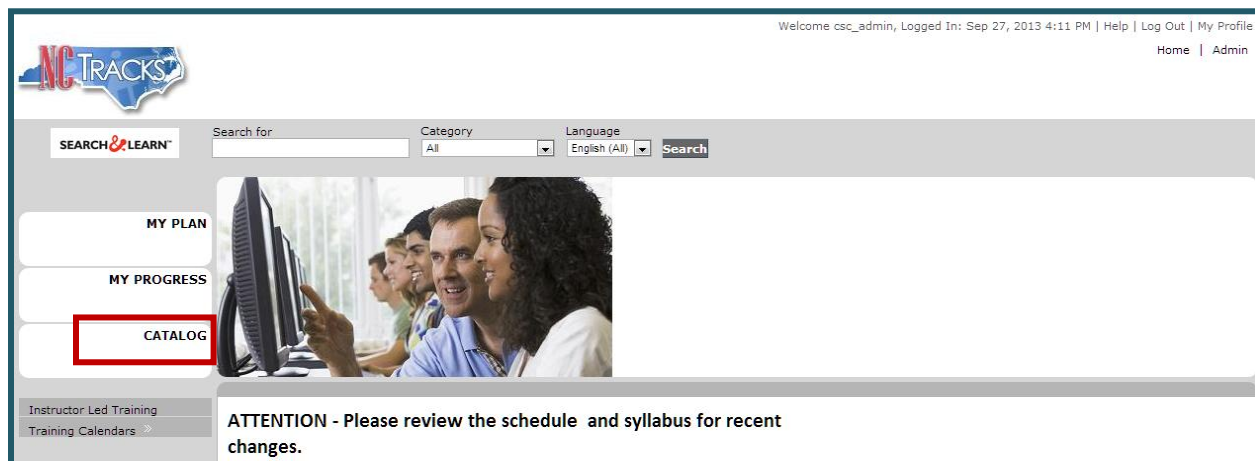 Welcome csc_admin, Logged In: Sep 27, 2013 4:11 PM | Help | Log Out | My Profile
Home | Admin
NC TRACKS
SEARCH & LEARN™
Search for
Category
Language
All
English (All)
Search
MY PLAN
MY PROGRESS
CATALOG
Instructor Led Training
Training Calendars »
ATTENTION - Please review the schedule and syllabus for recent
changes.